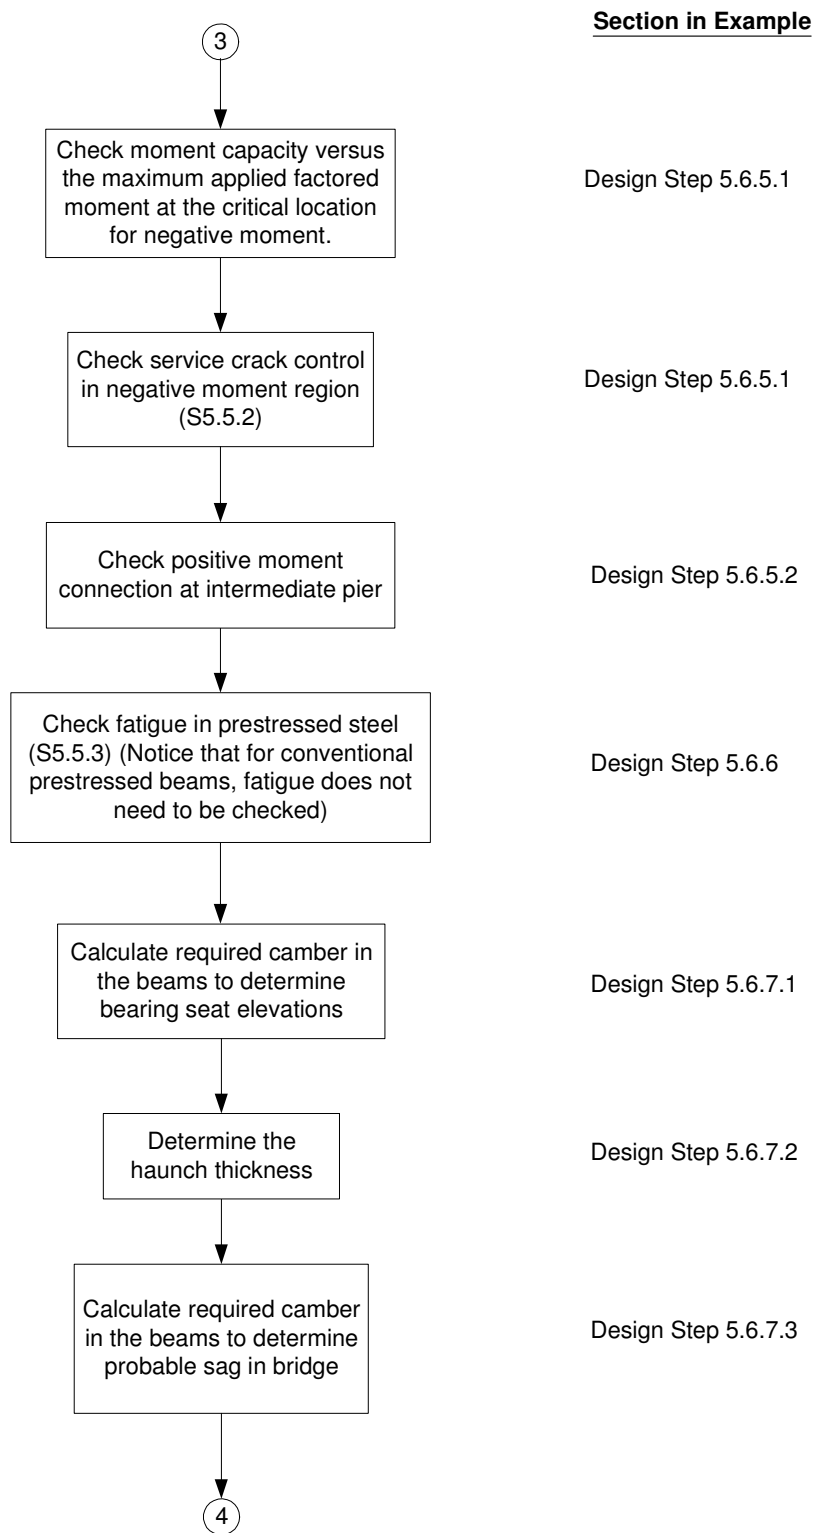 Section in Example
3
Check moment capacity versus
the maximum applied factored
moment at the critical location
for negative moment.
Design Step 5.6.5.1
Check service crack control
in negative moment region
(S5.5.2)
Design Step 5.6.5.1
Check positive moment
connection at intermediate pier
Design Step 5.6.5.2
Check fatigue in prestressed steel
(S5.5.3) (Notice that for conventional
prestressed beams, fatigue does not
need to be checked)
Design Step 5.6.6
Calculate required camber in
the beams to determine
bearing seat elevations
Design Step 5.6.7.1
Determine the
haunch thickness
Design Step 5.6.7.2
Calculate required camber
in the beams to determine
probable sag in bridge
Design Step 5.6.7.3
4